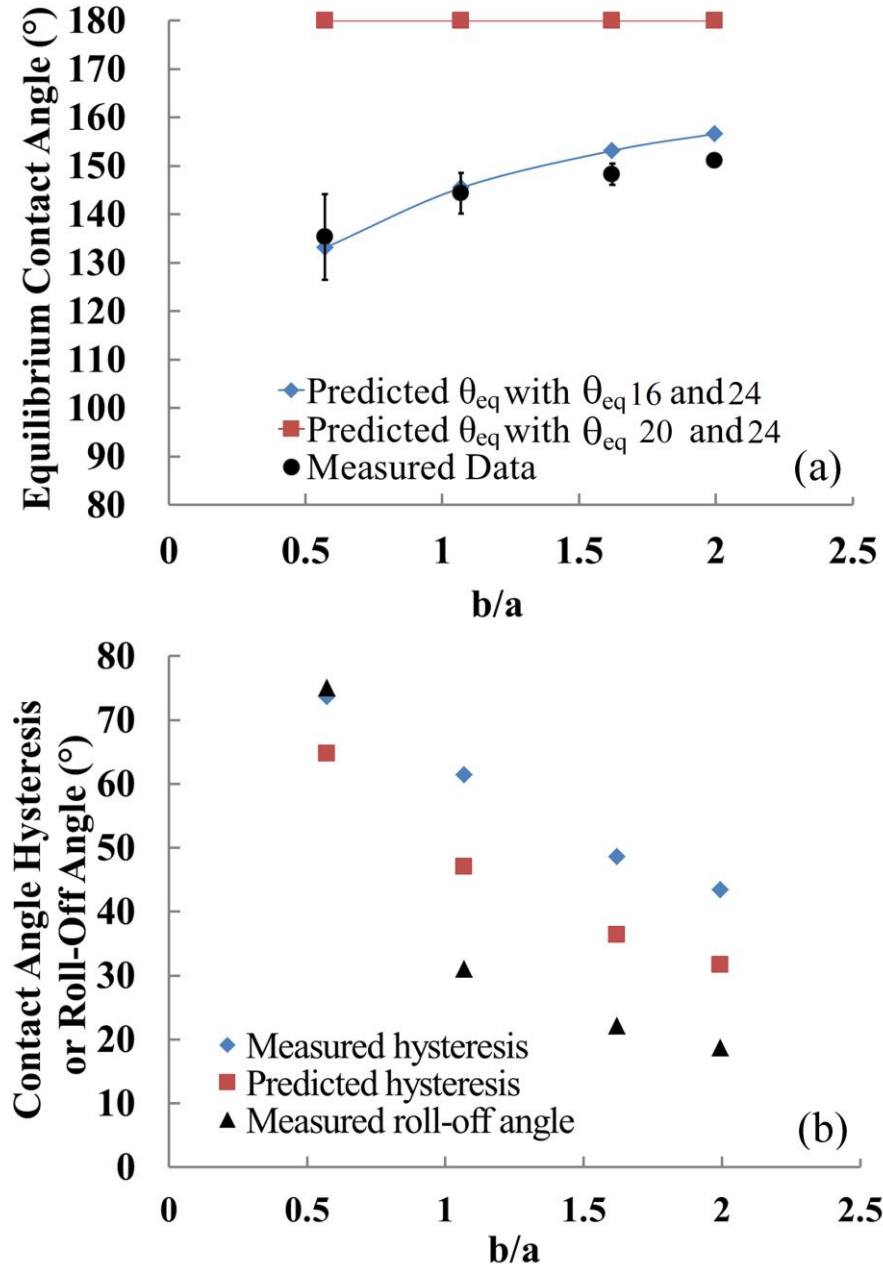 180
170
160
150
140
130
120
110
100
90
80
Equilibrium Contact Angle (°)
Predicted θeq with θeq 16 and 24
Predicted θeq with θeq 20 and 24
Measured Data
(a)
0 0.5 1 1.5 2 2.5
b/a
80
70
60
50
40
30
20
10
0
Contact Angle Hysteresis
or Roll-Off Angle (°)
Measured hysteresis
Predicted hysteresis
Measured roll-off angle
(b)
0 0.5 1 1.5 2 2.5
b/a